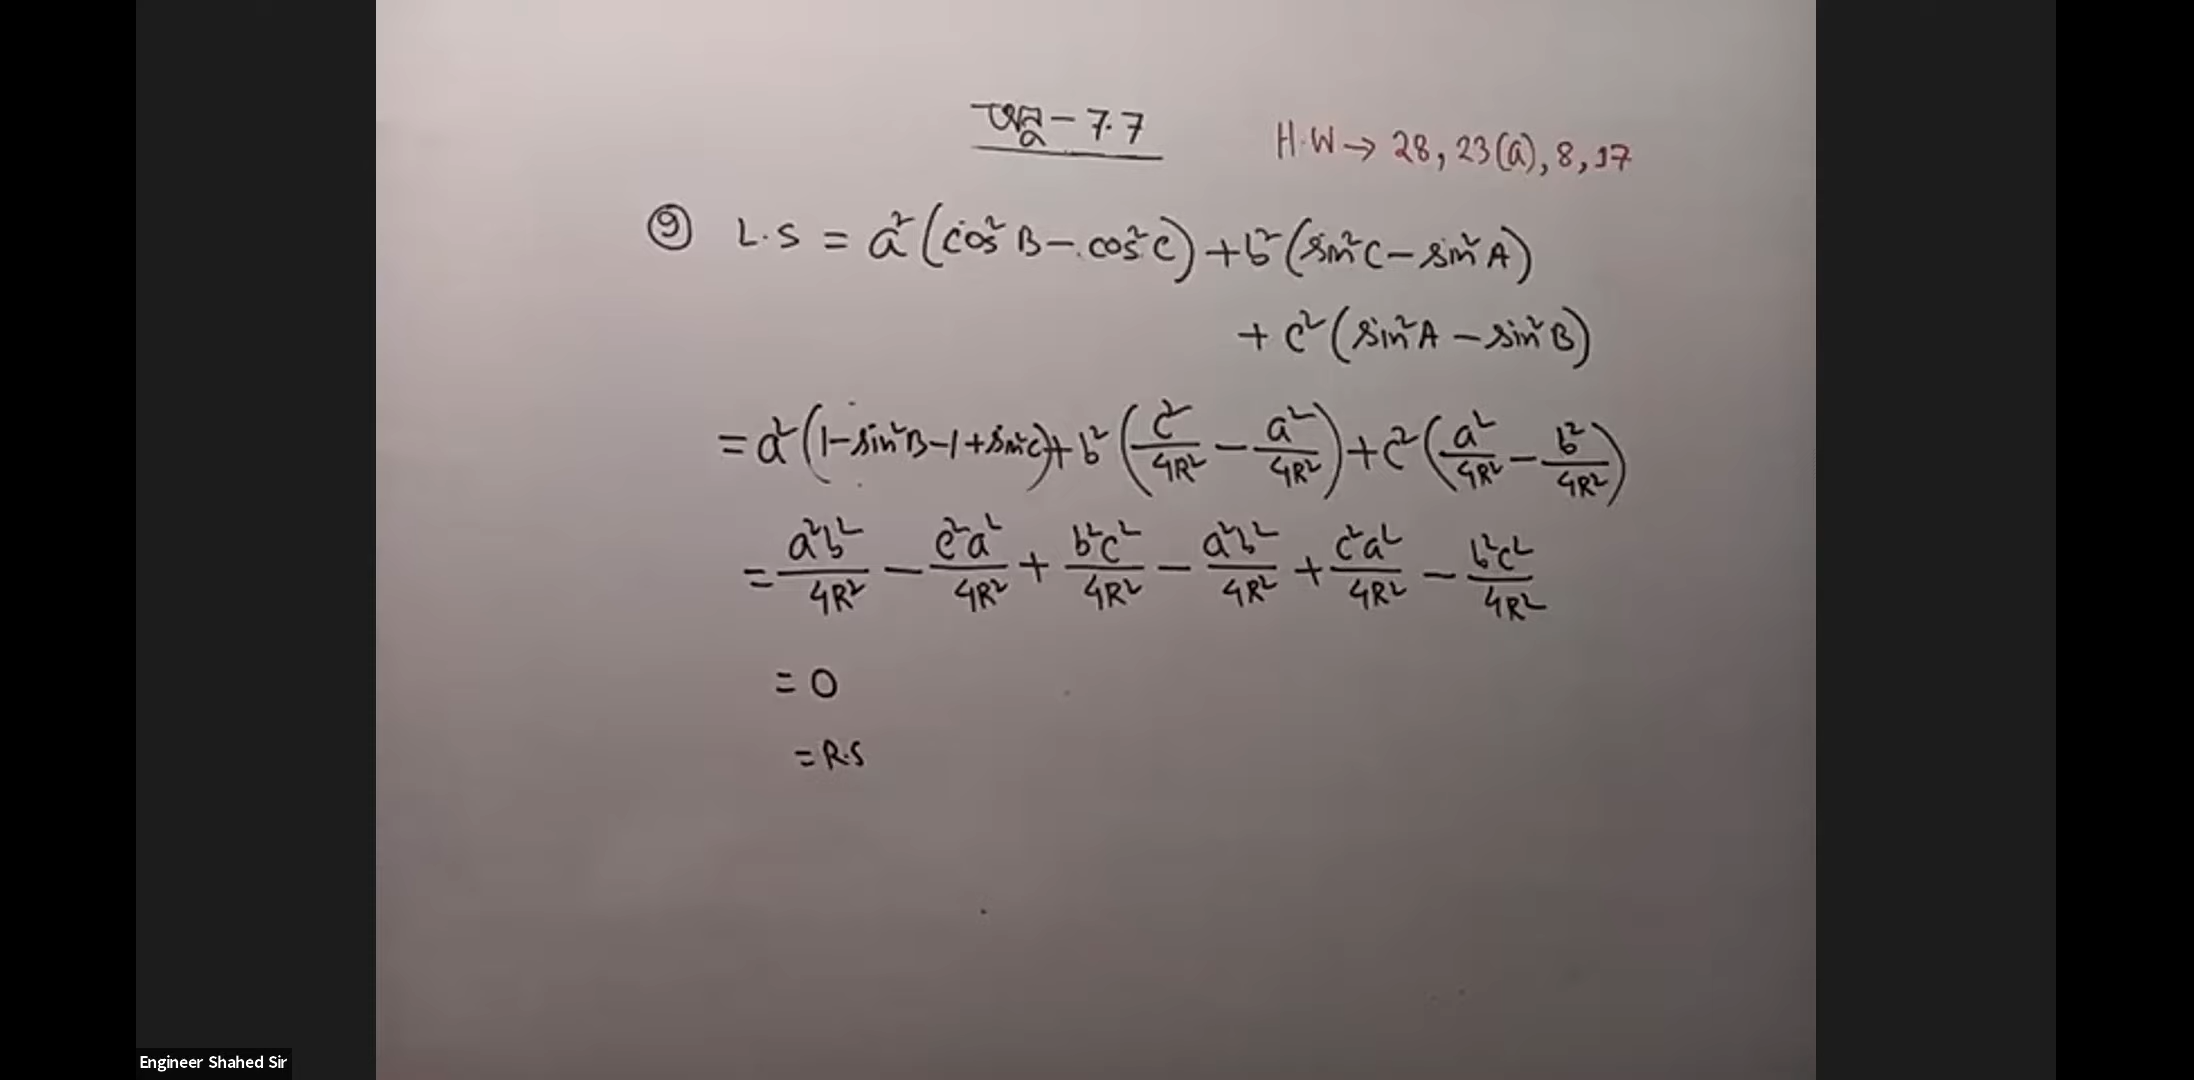 অনু - 7.7
H.W → 28, 23(a), 8, 17
⑨ L.S = a²(cos²B - cos²C) + b²(sin²C - sin²A)
+ c²(sin²A - sin²B)
= a²(1 - sin²B - 1 + sin²C) + b²(c²/4R² - a²/4R²) + c²(a²/4R² - b²/4R²)
= a²b²/4R² - c²a²/4R² + b²c²/4R² - a²b²/4R² + c²a²/4R² - b²c²/4R²
= 0
= R.S
Engineer Shahed Sir